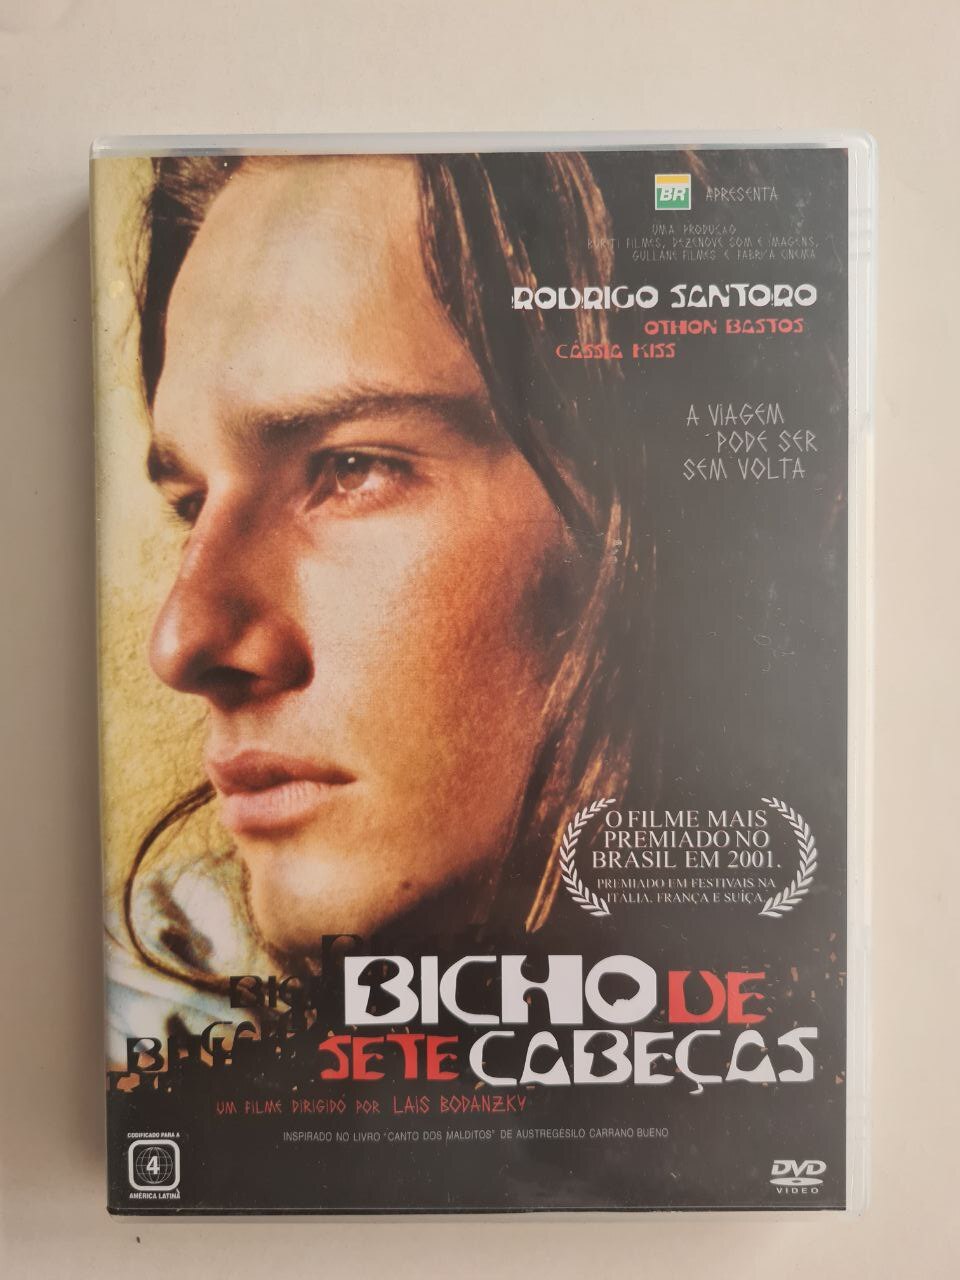 BR APRESENTA
UMA PRODUÇÃO
BURITI FILMES, DEZENOVE SOM E IMAGENS,
GULLANE FILMES E FABRICA CINEMA
RODRIGO SANTORO
OTHON BASTOS
CÁSSIA KISS
A VIAGEM
PODE SER
SEM VOLTA
O FILME MAIS
PREMIADO NO
BRASIL EM 2001.
PREMIADO EM FESTIVAIS NA
ITALIA, FRANÇA E SUÍÇA.
BICHO DE
SETE CABEÇAS
UM FILME DIRIGIDO POR LAIS BODANZKY
INSPIRADO NO LIVRO "CANTO DOS MALDITOS" DE AUSTREGÉSILO CARRANO BUENO
CODIFICADO PARA A
4
AMÉRICA LATINA
DVD
VIDEO